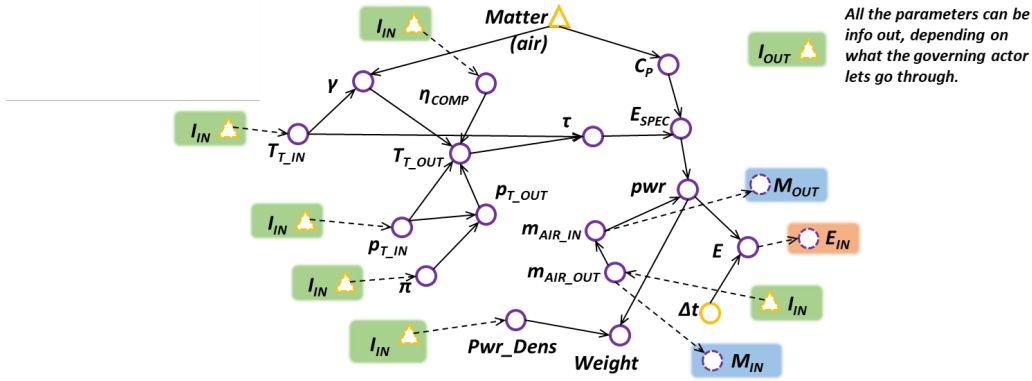 Matter
(air)
I_IN
All the parameters can be
info out, depending on
what the governing actor
lets go through.
I_OUT
C_P
γ
η_COMP
I_IN
T_T_IN
T_T_OUT
τ
E_SPEC
p_T_OUT
pwr
M_OUT
I_IN
p_T_IN
m_AIR_IN
E
E_IN
I_IN
π
m_AIR_OUT
Δt
I_IN
I_IN
Pwr_Dens
Weight
M_IN